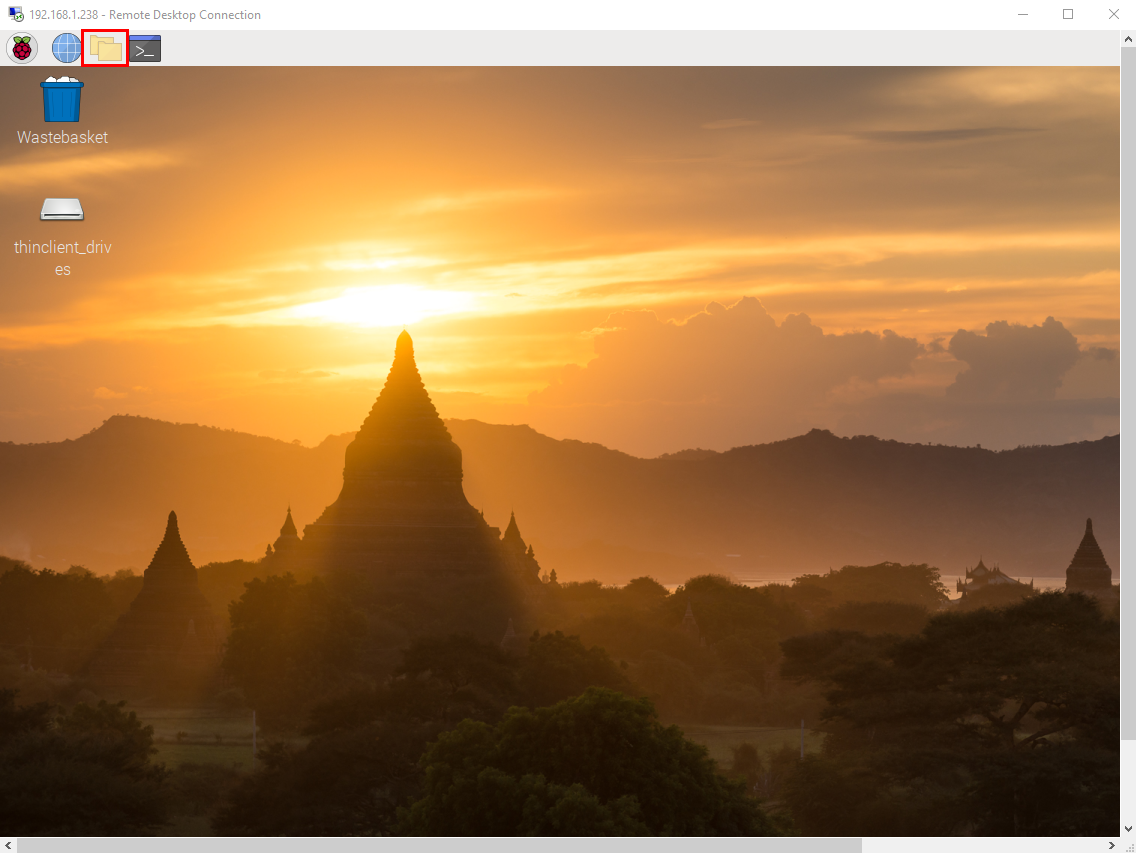 192.168.1.238 - Remote Desktop Connection
>_
Wastebasket
thinclient_driv
es